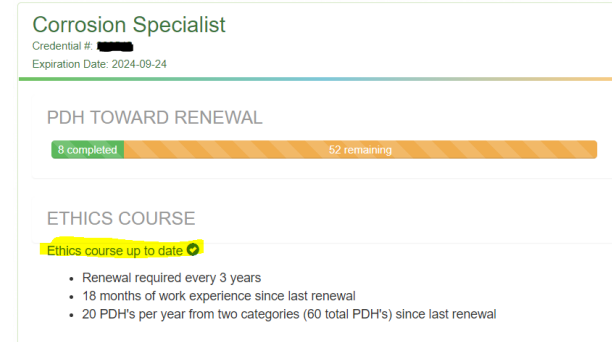 Corrosion Specialist
Credential #:
Expiration Date: 2024-09-24
PDH TOWARD RENEWAL
8 completed 52 remaining
ETHICS COURSE
Ethics course up to date
• Renewal required every 3 years
• 18 months of work experience since last renewal
• 20 PDH's per year from two categories (60 total PDH's) since last renewal